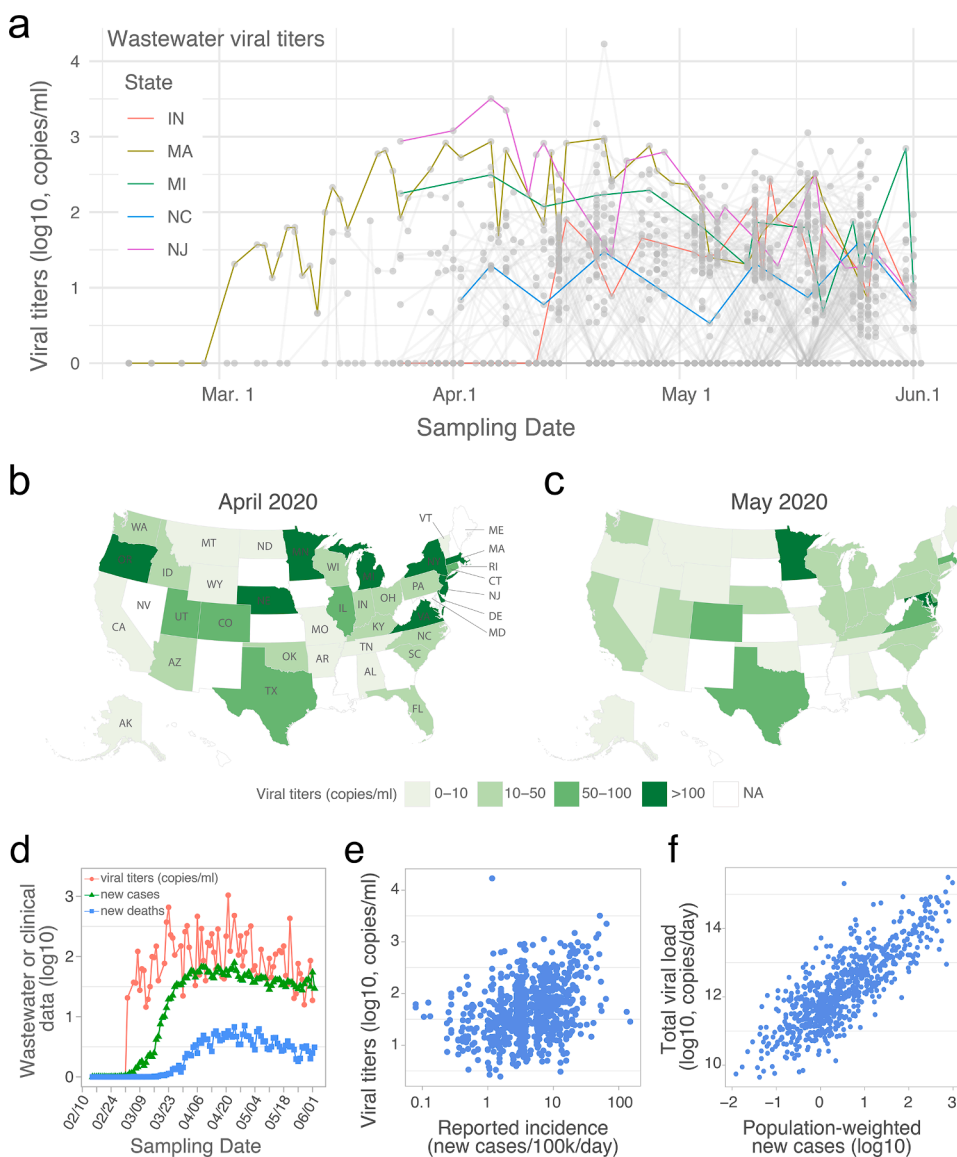 a
Wastewater viral titers
State
IN
MA
MI
NC
NJ
Viral titers (log10, copies/ml)
4
3
2
1
0
Mar. 1
Apr.1
May 1
Jun.1
Sampling Date
b
April 2020
WA
MT
ND
ID
WY
WI
NV
UT
CO
CA
AZ
IL
IN
OH
PA
MO
KY
NC
TN
SC
OK
AR
AL
TX
FL
AK
VT
ME
MA
RI
CT
NJ
DE
MD
c
May 2020
Viral titers (copies/ml)
0–10
10–50
50–100
>100
NA
d
viral titers (copies/ml)
new cases
new deaths
Wastewater or clinical
data (log10)
3
2
1
0
02/10
02/24
03/09
03/23
04/06
04/20
05/04
05/18
06/01
Sampling Date
e
Viral titers (log10, copies/ml)
4
3
2
1
0.1
1
10
100
Reported incidence
(new cases/100k/day)
f
Total viral load
(log10, copies/day)
14
12
10
−2
−1
0
1
2
3
Population-weighted
new cases (log10)